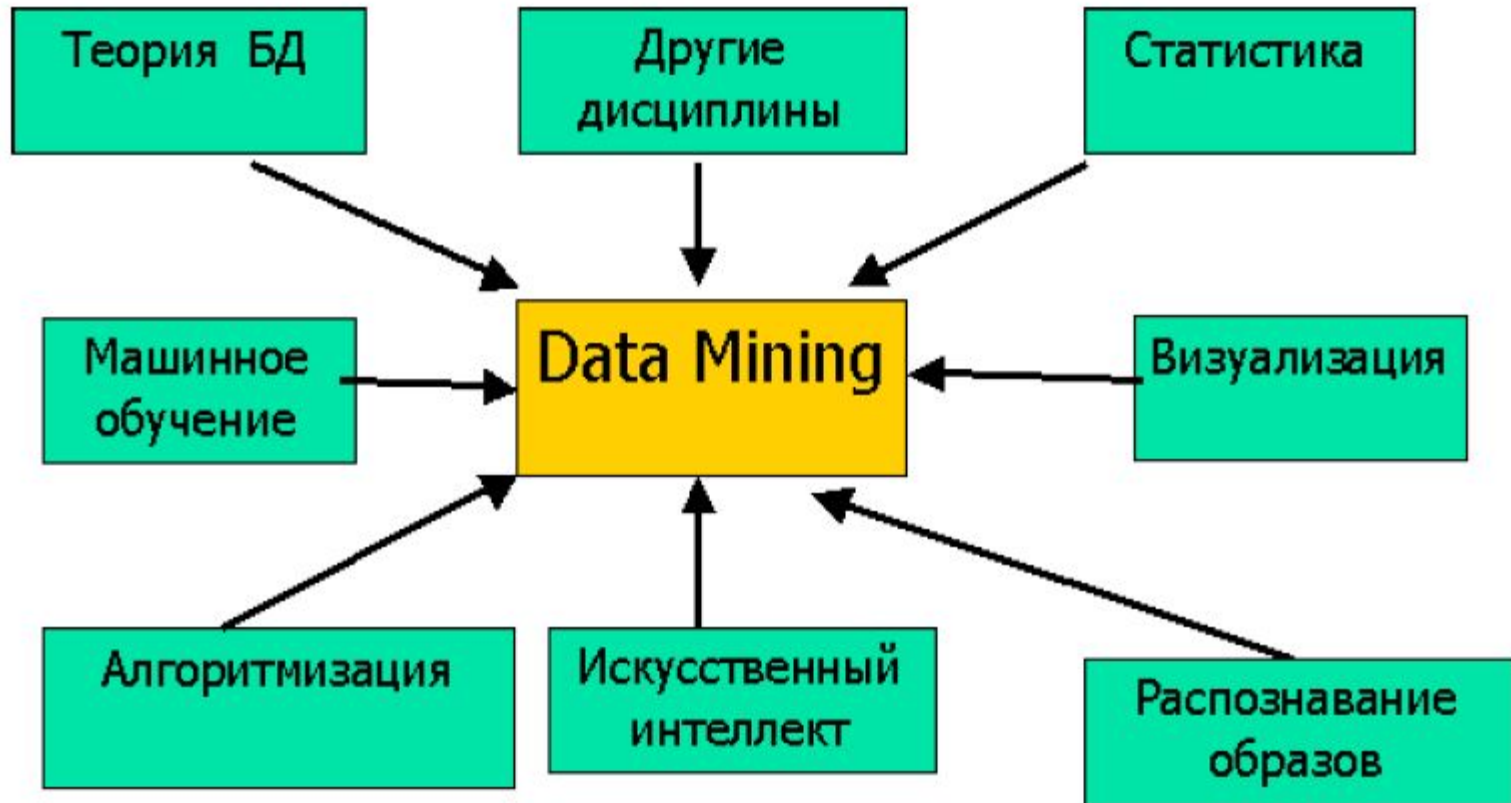 Теория БД
Другие
дисциплины
Статистика
Машинное
обучение
Data Mining
Визуализация
Алгоритмизация
Искусственный
интеллект
Распознавание
образов